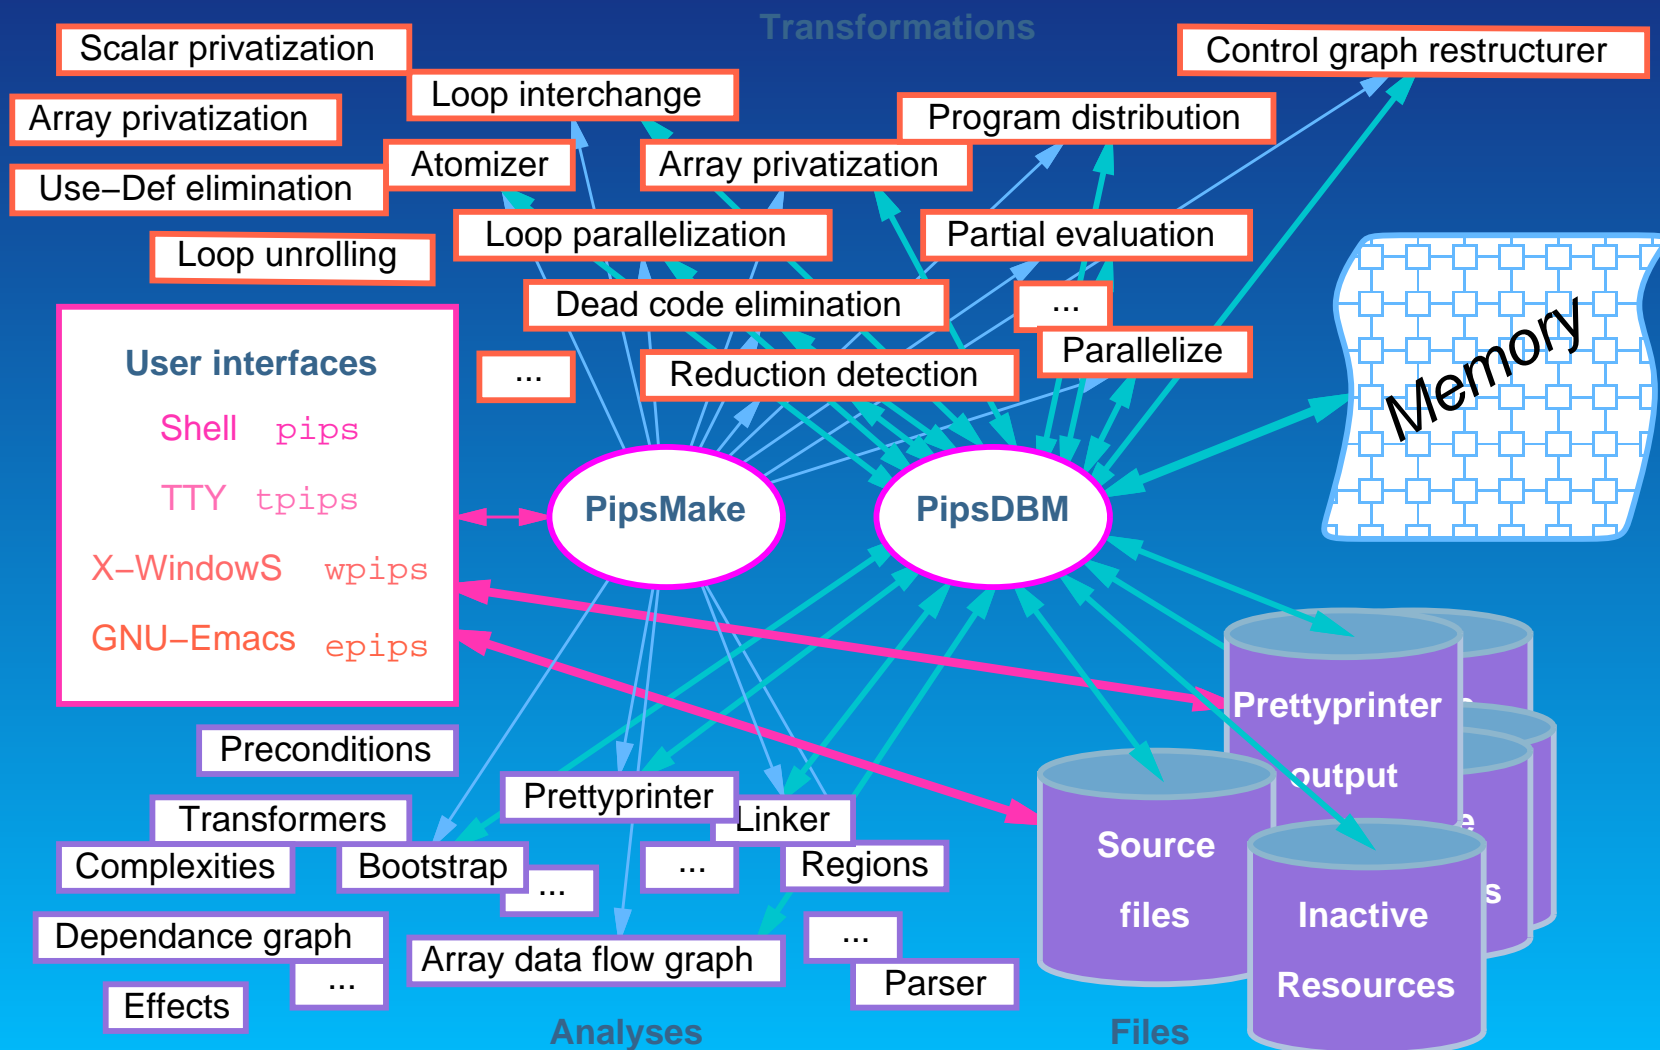 Transformations
Scalar privatization
Control graph restructurer
Loop interchange
Array privatization
Program distribution
Atomizer
Array privatization
Use–Def elimination
Loop parallelization
Partial evaluation
Loop unrolling
Dead code elimination
...
Parallelize
Reduction detection
...
Memory
User interfaces
Shell pips
TTY tpips
X–WindowS wpips
GNU–Emacs epips
PipsMake
PipsDBM
Preconditions
Prettyprinter
Transformers
Linker
Complexities
Bootstrap
...
...
Regions
Dependance graph
Array data flow graph
...
...
Parser
Effects
Analyses
Prettyprinter
output
Source
files
Inactive
Resources
Files